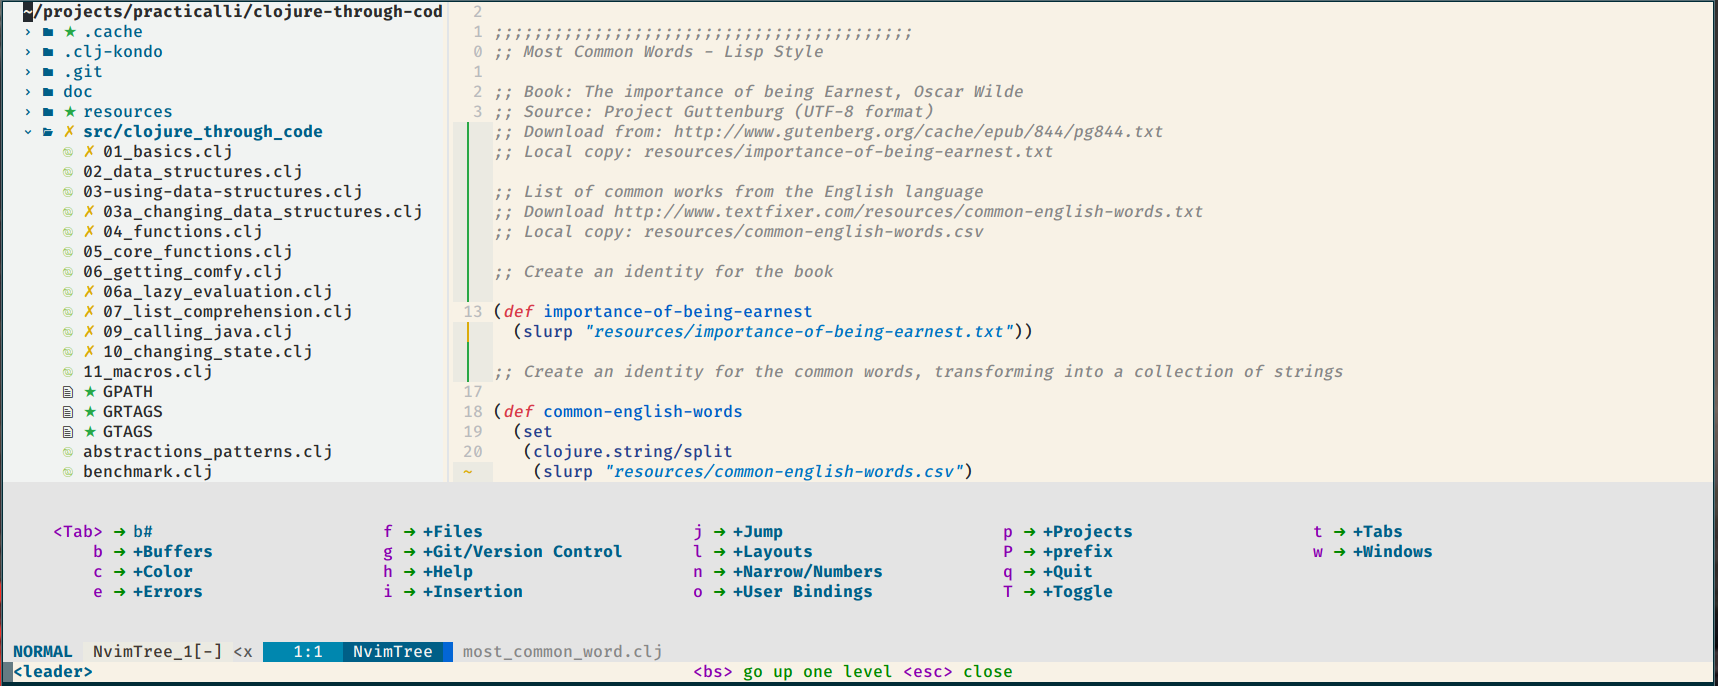 ~/projects/practicalli/clojure-through-cod
› ★ .cache
› .clj-kondo
› .git
› doc
› ★ resources
⌄ ✗ src/clojure_through_code
✗ 01_basics.clj
02_data_structures.clj
03-using-data-structures.clj
✗ 03a_changing_data_structures.clj
✗ 04_functions.clj
05_core_functions.clj
06_getting_comfy.clj
✗ 06a_lazy_evaluation.clj
✗ 07_list_comprehension.clj
✗ 09_calling_java.clj
✗ 10_changing_state.clj
11_macros.clj
★ GPATH
★ GRTAGS
★ GTAGS
abstractions_patterns.clj
benchmark.clj
2
1 ;;;;;;;;;;;;;;;;;;;;;;;;;;;;;;;;;;;;;;;;;;
0 ;; Most Common Words - Lisp Style
1
2 ;; Book: The importance of being Earnest, Oscar Wilde
3 ;; Source: Project Guttenburg (UTF-8 format)
;; Download from: http://www.gutenberg.org/cache/epub/844/pg844.txt
;; Local copy: resources/importance-of-being-earnest.txt
;; List of common works from the English language
;; Download http://www.textfixer.com/resources/common-english-words.txt
;; Local copy: resources/common-english-words.csv
;; Create an identity for the book
13 (def importance-of-being-earnest
(slurp "resources/importance-of-being-earnest.txt"))
;; Create an identity for the common words, transforming into a collection of strings
17
18 (def common-english-words
19 (set
20 (clojure.string/split
~ (slurp "resources/common-english-words.csv")
<Tab> → b# f → +Files j → +Jump p → +Projects t → +Tabs
b → +Buffers g → +Git/Version Control l → +Layouts P → +prefix w → +Windows
c → +Color h → +Help n → +Narrow/Numbers q → +Quit
e → +Errors i → +Insertion o → +User Bindings T → +Toggle
NORMAL NvimTree_1[-] <x 1:1 NvimTree most_common_word.clj
<leader> <bs> go up one level <esc> close